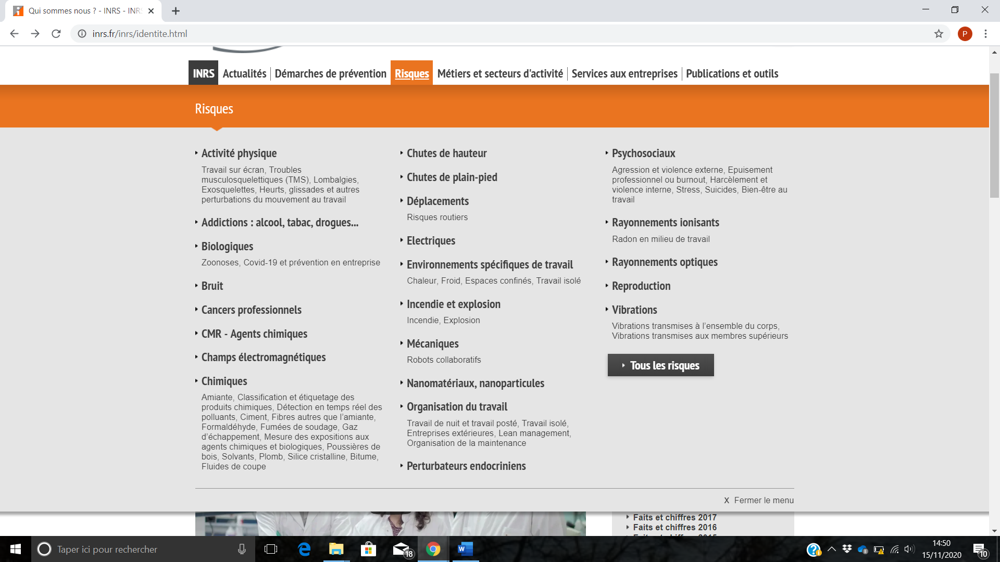 Qui sommes nous ? - INRS - INRS
inrs.fr/inrs/identite.html
P
INRS Actualités Démarches de prévention Risques Métiers et secteurs d'activité Services aux entreprises Publications et outils
Risques
Activité physique
Travail sur écran, Troubles
musculosquelettiques (TMS), Lombalgies,
Exosquelettes, Heurts, glissades et autres
perturbations du mouvement au travail
Addictions : alcool, tabac, drogues...
Biologiques
Zoonoses, Covid-19 et prévention en entreprise
Bruit
Cancers professionnels
CMR - Agents chimiques
Champs électromagnétiques
Chimiques
Amiante, Classification et étiquetage des
produits chimiques, Détection en temps réel des
polluants, Ciment, Fibres autres que l’amiante,
Formaldéhyde, Fumées de soudage, Gaz
d’échappement, Mesure des expositions aux
agents chimiques et biologiques, Poussières de
bois, Solvants, Plomb, Silice cristalline, Bitume,
Fluides de coupe
Chutes de hauteur
Chutes de plain-pied
Déplacements
Risques routiers
Electriques
Environnements spécifiques de travail
Chaleur, Froid, Espaces confinés, Travail isolé
Incendie et explosion
Incendie, Explosion
Mécaniques
Robots collaboratifs
Nanomatériaux, nanoparticules
Organisation du travail
Travail de nuit et travail posté, Travail isolé,
Entreprises extérieures, Lean management,
Organisation de la maintenance
Perturbateurs endocriniens
Psychosociaux
Agression et violence externe, Epuisement
professionnel ou burnout, Harcèlement et
violence interne, Stress, Suicides, Bien-être au
travail
Rayonnements ionisants
Radon en milieu de travail
Rayonnements optiques
Reproduction
Vibrations
Vibrations transmises à l’ensemble du corps,
Vibrations transmises aux membres supérieurs
Tous les risques
X Fermer le menu
Faits et chiffres 2017
Faits et chiffres 2016
Faits et chiffres 2015
Taper ici pour rechercher
18
W
14:50
15/11/2020
10